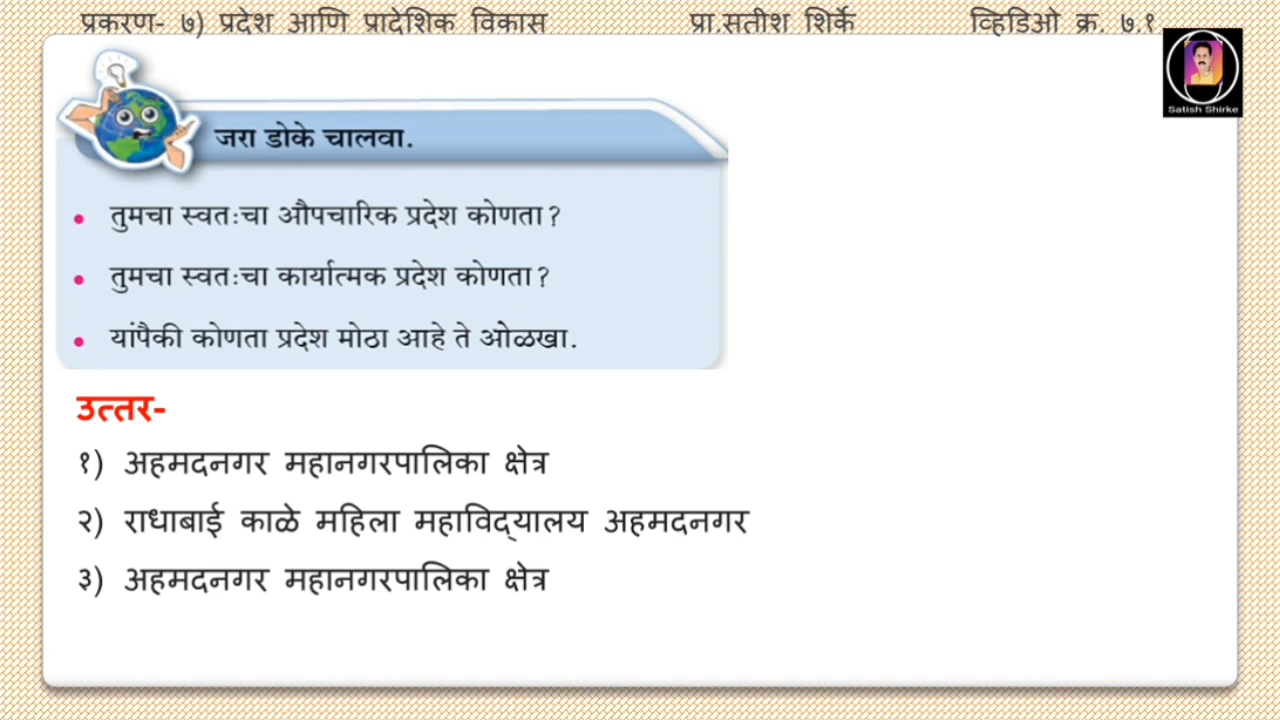 प्रकरण- ७) प्रदेश आणि प्रादेशिक विकास प्रा.सतीश शिर्के व्हिडिओ क्र. ७.१
Satish Shirke
जरा डोके चालवा.
• तुमचा स्वतःचा औपचारिक प्रदेश कोणता?
• तुमचा स्वतःचा कार्यात्मक प्रदेश कोणता?
• यांपैकी कोणता प्रदेश मोठा आहे ते ओळखा.
उत्तर-
१) अहमदनगर महानगरपालिका क्षेत्र
२) राधाबाई काळे महिला महाविद्यालय अहमदनगर
३) अहमदनगर महानगरपालिका क्षेत्र